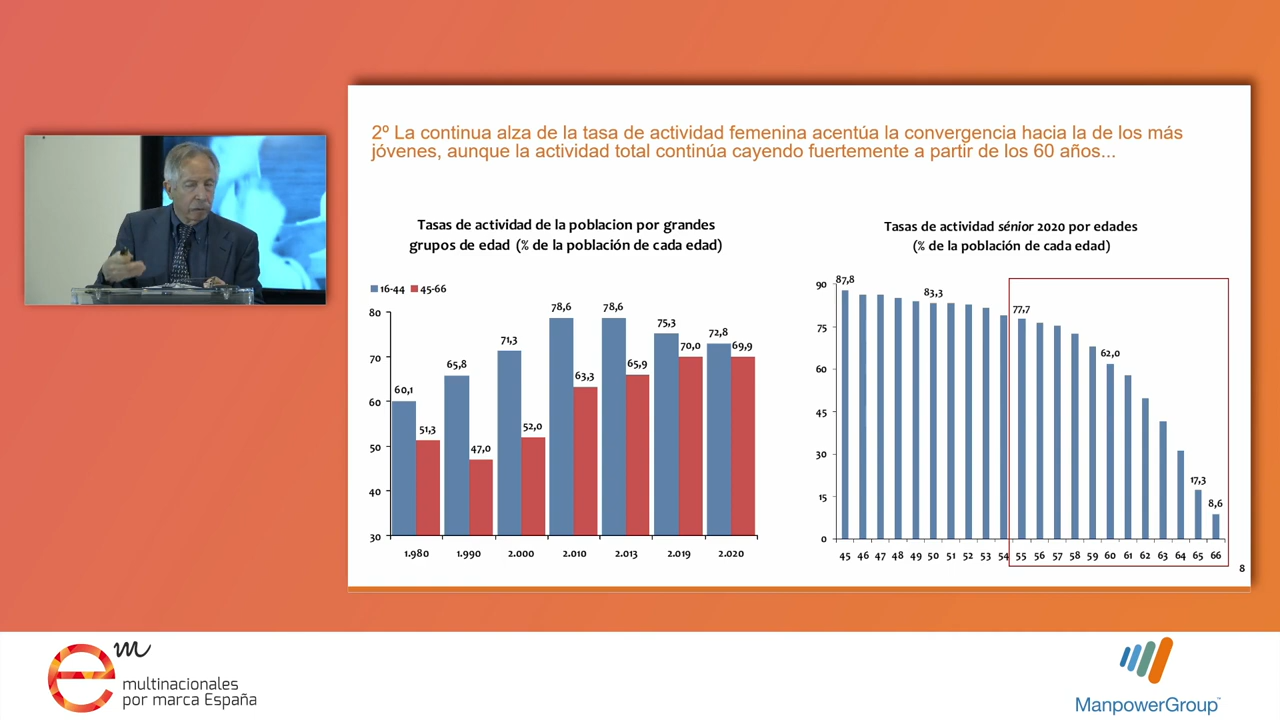 2º La continua alza de la tasa de actividad femenina acentúa la convergencia hacia la de los más
jóvenes, aunque la actividad total continúa cayendo fuertemente a partir de los 60 años...
Tasas de actividad de la poblacion por grandes
grupos de edad (% de la población de cada edad)
16-44 45-66
80
70
60
50
40
30
60,1
51,3
65,8
47,0
71,3
52,0
78,6
63,3
78,6
65,9
75,3
70,0
72,8
69,9
1.980 1.990 2.000 2.010 2.013 2.019 2.020
Tasas de actividad sénior 2020 por edades
(% de la población de cada edad)
90
75
60
45
30
15
0
87,8
83,3
77,7
62,0
17,3
8,6
45 46 47 48 49 50 51 52 53 54 55 56 57 58 59 60 61 62 63 64 65 66
8
em
multinacionales
por marca España
ManpowerGroup™